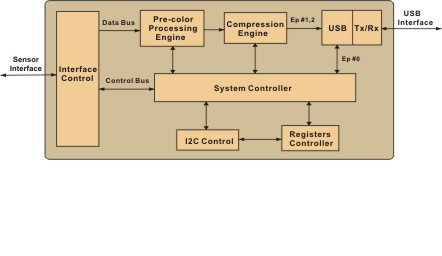 Data Bus
Pre-color
Processing
Engine
Compression
Engine
Ep #1,2
USB
Tx/Rx
USB
Interface
Sensor
Interface
Interface
Control
Ep #0
Control Bus
System Controller
I2C Control
Registers
Controller